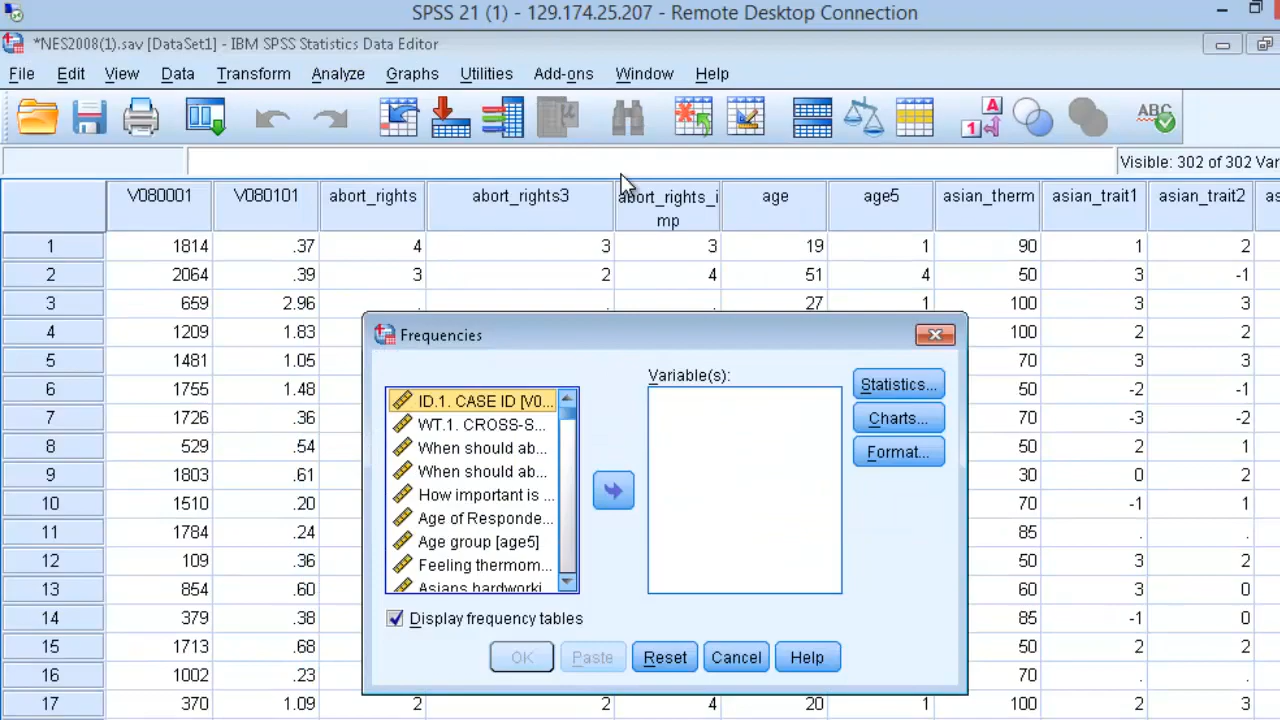 SPSS 21 (1) - 129.174.25.207 - Remote Desktop Connection
*NES2008(1).sav [DataSet1] - IBM SPSS Statistics Data Editor
File Edit View Data Transform Analyze Graphs Utilities Add-ons Window Help
A
1
ABC
Visible: 302 of 302 Var
V080001 V080101 abort_rights abort_rights3 abort_rights_i age age5 asian_therm asian_trait1 asian_trait2 as
mp
1 1814 .37 4 3 3 19 1 90 1 2
2 2064 .39 3 2 4 51 4 50 3 -1
3 659 2.96 . . . 27 1 100 3 3
4 1209 1.83 100 2 2
5 1481 1.05 70 3 3
6 1755 1.48 50 -2 -1
7 1726 .36 70 -3 -2
8 529 .54 50 2 1
9 1803 .61 30 0 2
10 1510 .20 70 -1 1
11 1784 .24 85 . .
12 109 .36 50 3 2
13 854 .60 60 3 0
14 379 .38 85 -1 0
15 1713 .68 50 2 2
16 1002 .23 70 . .
17 370 1.09 2 2 4 20 1 100 2 3
Frequencies
Variable(s):
ID.1. CASE ID [V0...
WT.1. CROSS-S...
When should ab...
When should ab...
How important is ...
Age of Responde...
Age group [age5]
Feeling thermom...
Asians hardworki
Statistics...
Charts...
Format...
Display frequency tables
OK Paste Reset Cancel Help